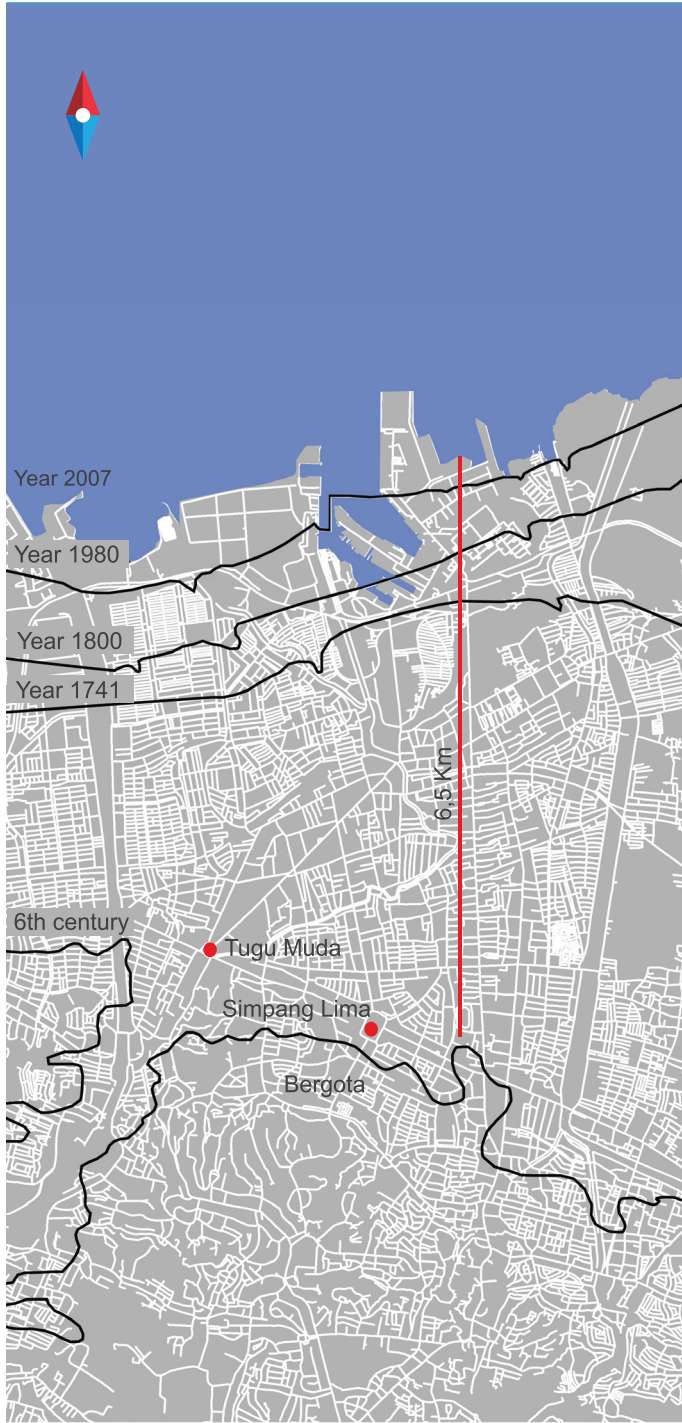 Year 2007
Year 1980
Year 1800
Year 1741
6,5 Km
6th century
Tugu Muda
Simpang Lima
Bergota